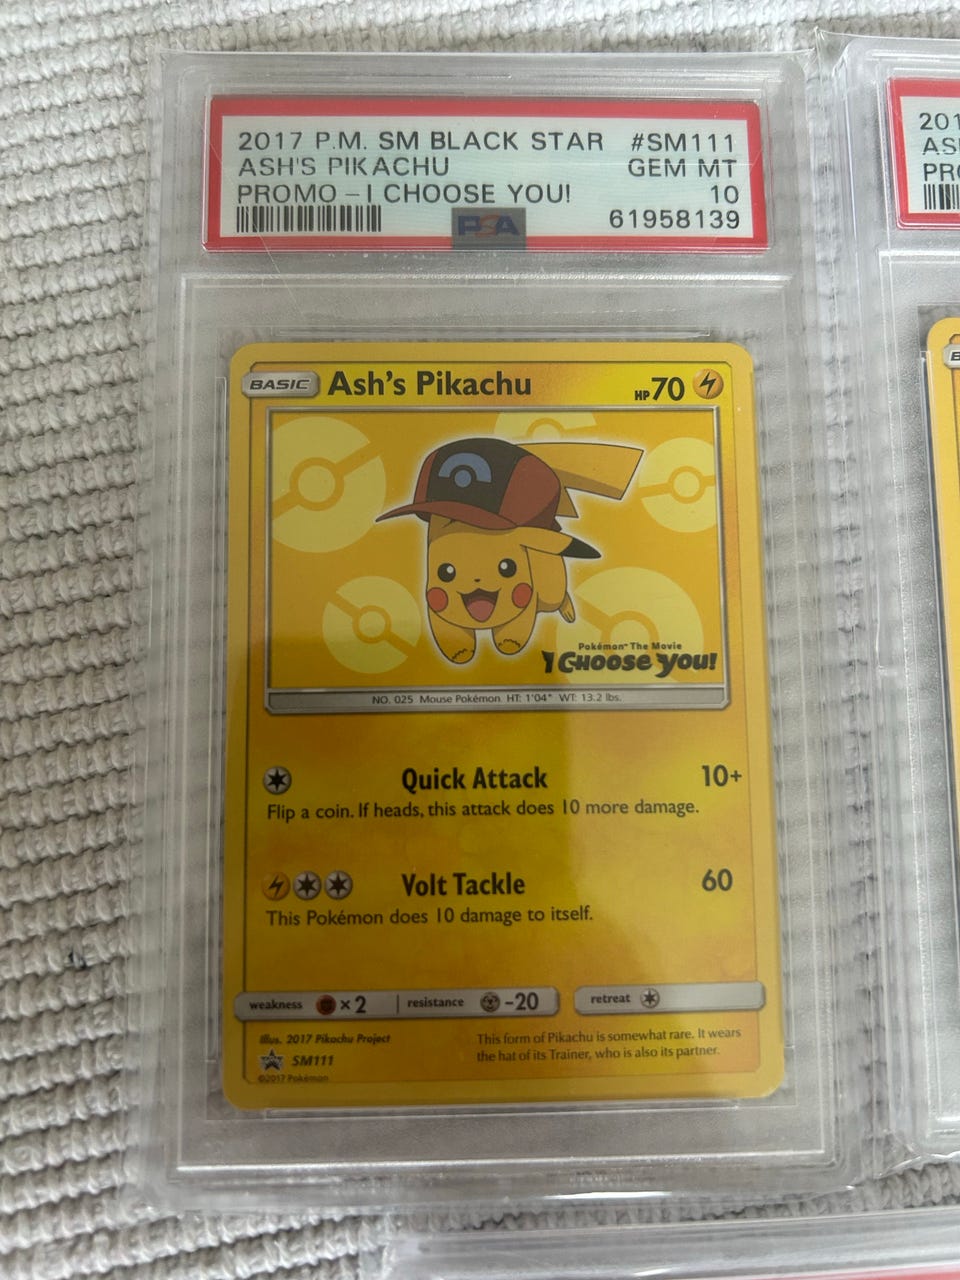 2017 P.M. SM BLACK STAR #SM111
ASH'S PIKACHU GEM MT
PROMO - I CHOOSE YOU! 10
61958139
PSA
BASIC Ash's Pikachu HP 70
Pokémon The Movie
I Choose You!
NO. 025 Mouse Pokémon HT: 1'04" WT: 13.2 lbs.
Quick Attack 10+
Flip a coin. If heads, this attack does 10 more damage.
Volt Tackle 60
This Pokémon does 10 damage to itself.
weakness ×2 resistance -20 retreat
Illus. 2017 Pikachu Project
SM111
©2017 Pokémon
This form of Pikachu is somewhat rare. It wears
the hat of its Trainer, who is also its partner.
201
PRO